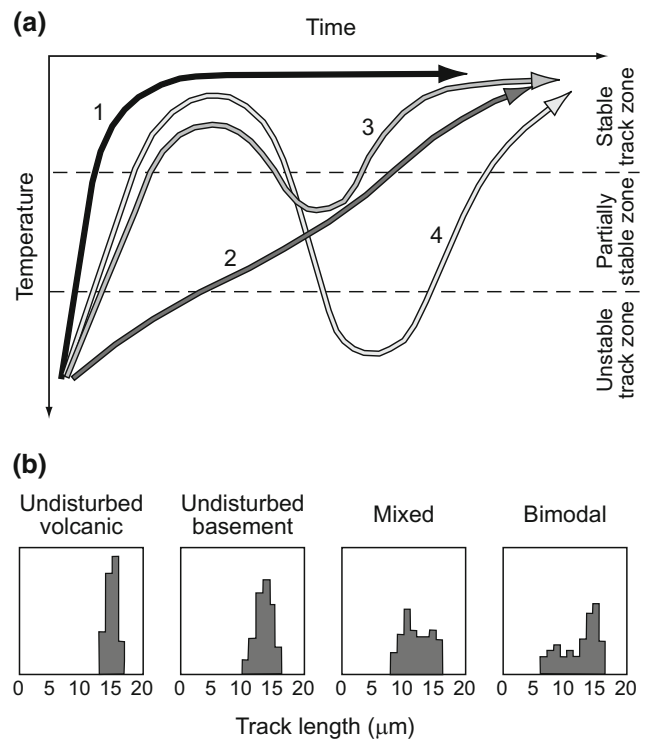 (a)
Time
Temperature
1
2
3
4
Stable
track zone
Partially
stable zone
Unstable
track zone
(b)
Undisturbed
volcanic
Undisturbed
basement
Mixed
Bimodal
0 5 10 15 20
0 5 10 15 20
0 5 10 15 20
0 5 10 15 20
Track length (μm)